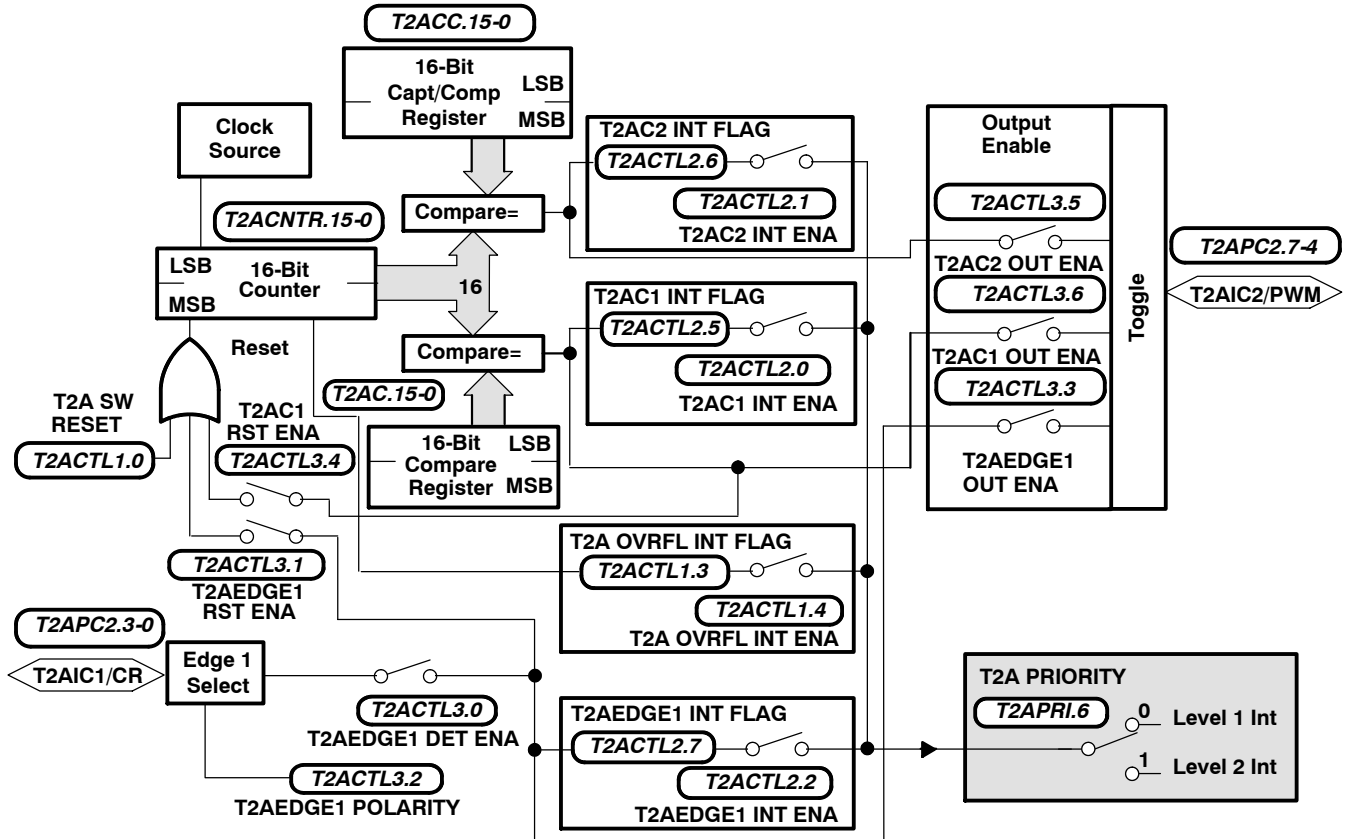 T2ACC.15-0
16-Bit
Capt/Comp
Register
LSB
MSB
Clock
Source
T2ACNTR.15-0
LSB
MSB
16-Bit
Counter
Compare=
16
Compare=
Reset
T2AC.15-0
16-Bit
Compare
Register
LSB
MSB
T2A SW
RESET
T2ACTL1.0
T2AC1
RST ENA
T2ACTL3.4
T2ACTL3.1
T2AEDGE1
RST ENA
T2APC2.3-0
T2AIC1/CR
Edge 1
Select
T2ACTL3.0
T2AEDGE1 DET ENA
T2ACTL3.2
T2AEDGE1 POLARITY
T2AC2 INT FLAG
T2ACTL2.6
T2ACTL2.1
T2AC2 INT ENA
T2AC1 INT FLAG
T2ACTL2.5
T2ACTL2.0
T2AC1 INT ENA
T2A OVRFL INT FLAG
T2ACTL1.3
T2ACTL1.4
T2A OVRFL INT ENA
T2AEDGE1 INT FLAG
T2ACTL2.7
T2ACTL2.2
T2AEDGE1 INT ENA
Output
Enable
T2ACTL3.5
T2AC2 OUT ENA
T2ACTL3.6
T2AC1 OUT ENA
T2ACTL3.3
T2AEDGE1
OUT ENA
Toggle
T2APC2.7-4
T2AIC2/PWM
T2A PRIORITY
T2APRI.6
0
Level 1 Int
1
Level 2 Int